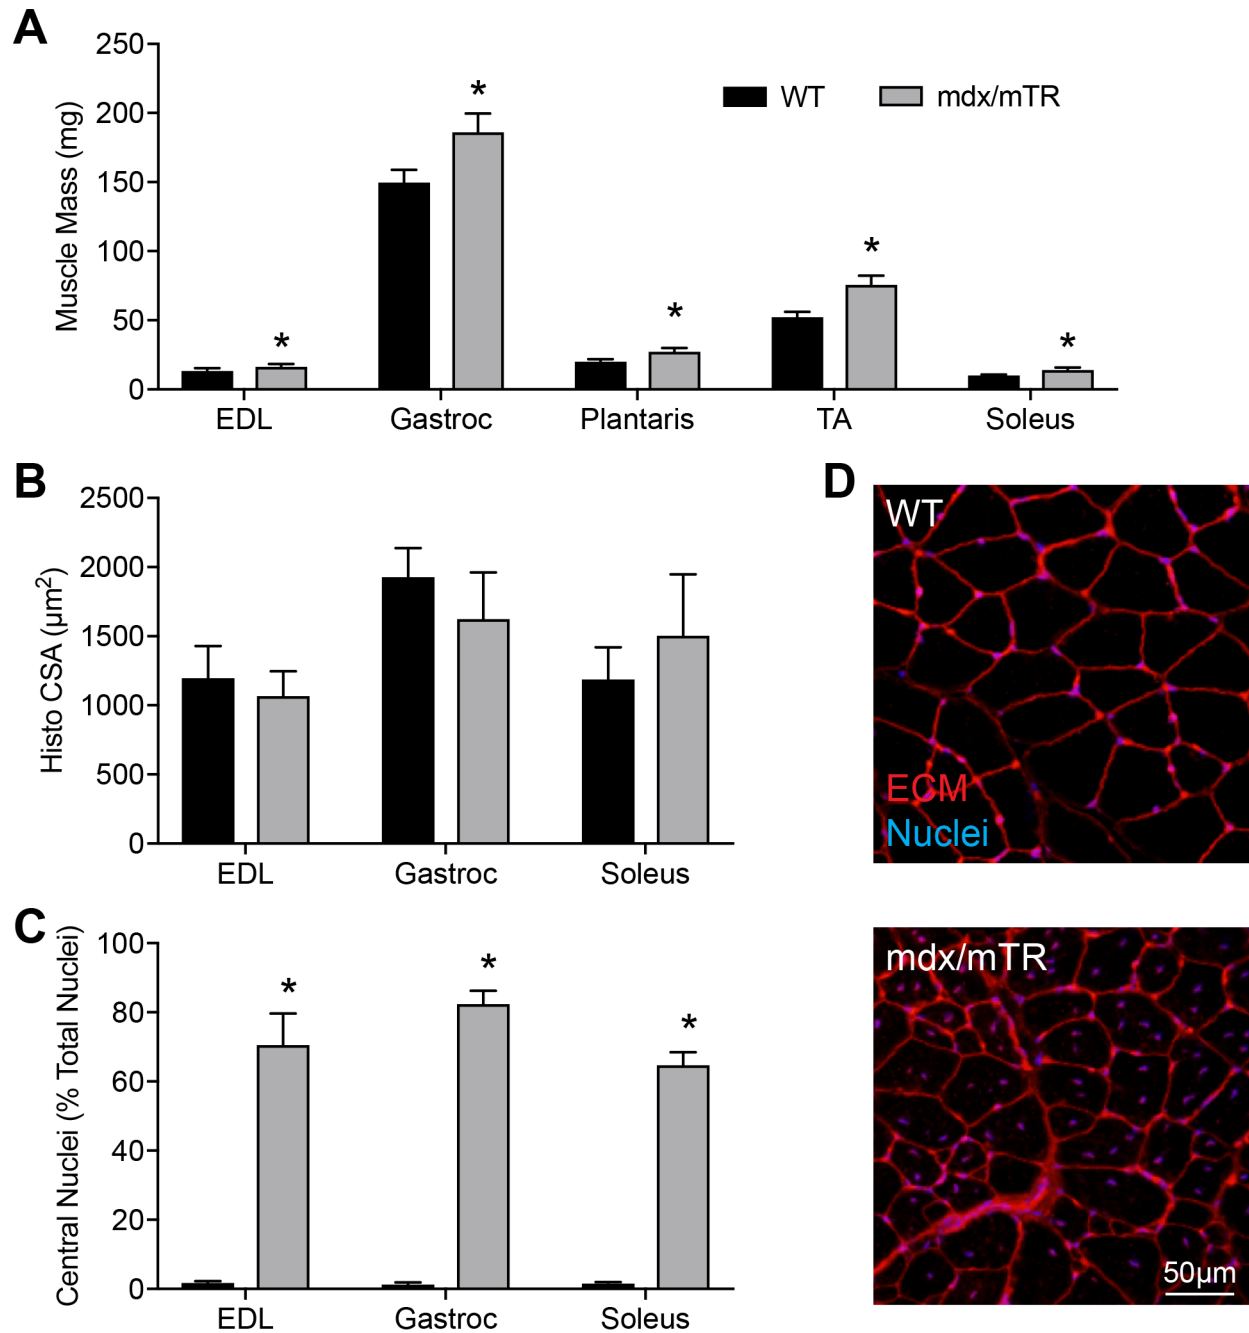 A
Muscle Mass (mg)
250
200
150
100
50
0
WT
mdx/mTR
*
*
*
*
*
EDL
Gastroc
Plantaris
TA
Soleus
B
Histo CSA (µm²)
2500
2000
1500
1000
500
0
EDL
Gastroc
Soleus
C
Central Nuclei (% Total Nuclei)
100
80
60
40
20
0
*
*
*
EDL
Gastroc
Soleus
D
WT
ECM
Nuclei
mdx/mTR
50µm